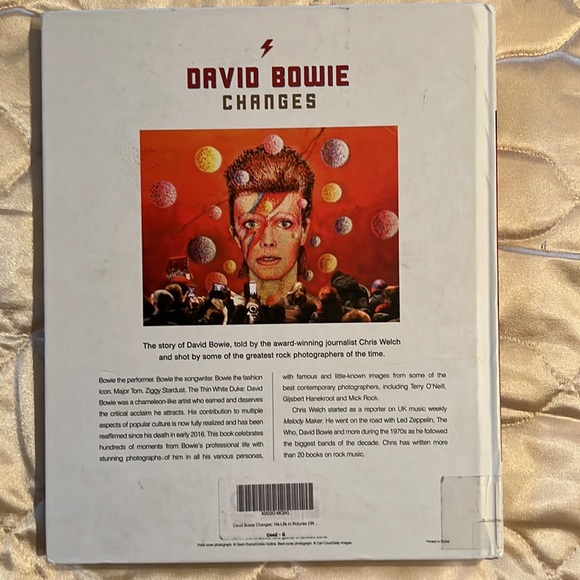 DAVID BOWIE
CHANGES
The story of David Bowie, told by the award-winning journalist Chris Welch
and shot by some of the greatest rock photographers of the time.
Bowie the performer. Bowie the songwriter. Bowie the fashion
icon. Major Tom. Ziggy Stardust. The Thin White Duke: David
Bowie was a chameleon-like artist who earned and deserves
the critical acclaim he attracts. His contribution to multiple
aspects of popular culture is now fully realized and has been
reaffirmed since his death in early 2016. This book celebrates
hundreds of moments from Bowie's professional life with
stunning photographs of him in all his various personas,
with famous and little-known images from some of the
best contemporary photographers, including Terry O'Neill,
Gijsbert Hanekroot and Mick Rock.
Chris Welch started as a reporter on UK music weekly
Melody Maker. He went on the road with Led Zeppelin, The
Who, David Bowie and more during the 1970s as he followed
the biggest bands of the decade. Chris has written more
than 20 books on rock music.
David Bowie Changes: His Life in Pictures 194...
Used - G
Printed in Dubai